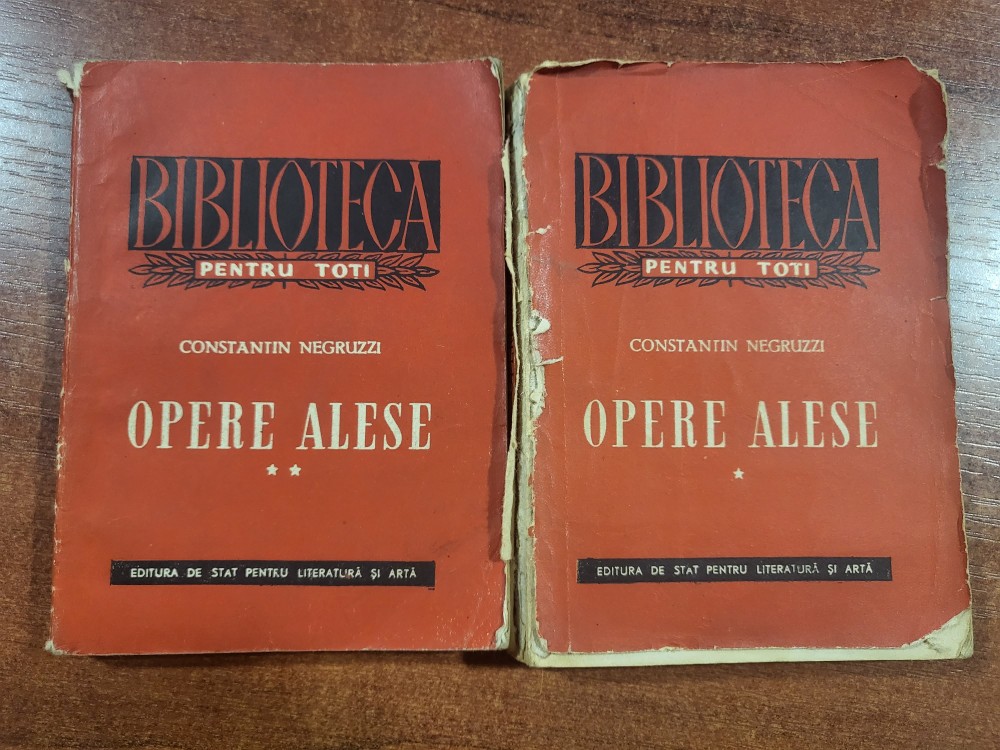 BIBLIOTECA
PENTRU TOTI
CONSTANTIN NEGRUZZI
OPERE ALESE
★ ★
EDITURA DE STAT PENTRU LITERATURĂ ȘI ARTĂ
BIBLIOTECA
PENTRU TOTI
CONSTANTIN NEGRUZZI
OPERE ALESE
★
EDITURA DE STAT PENTRU LITERATURĂ ȘI ARTĂ